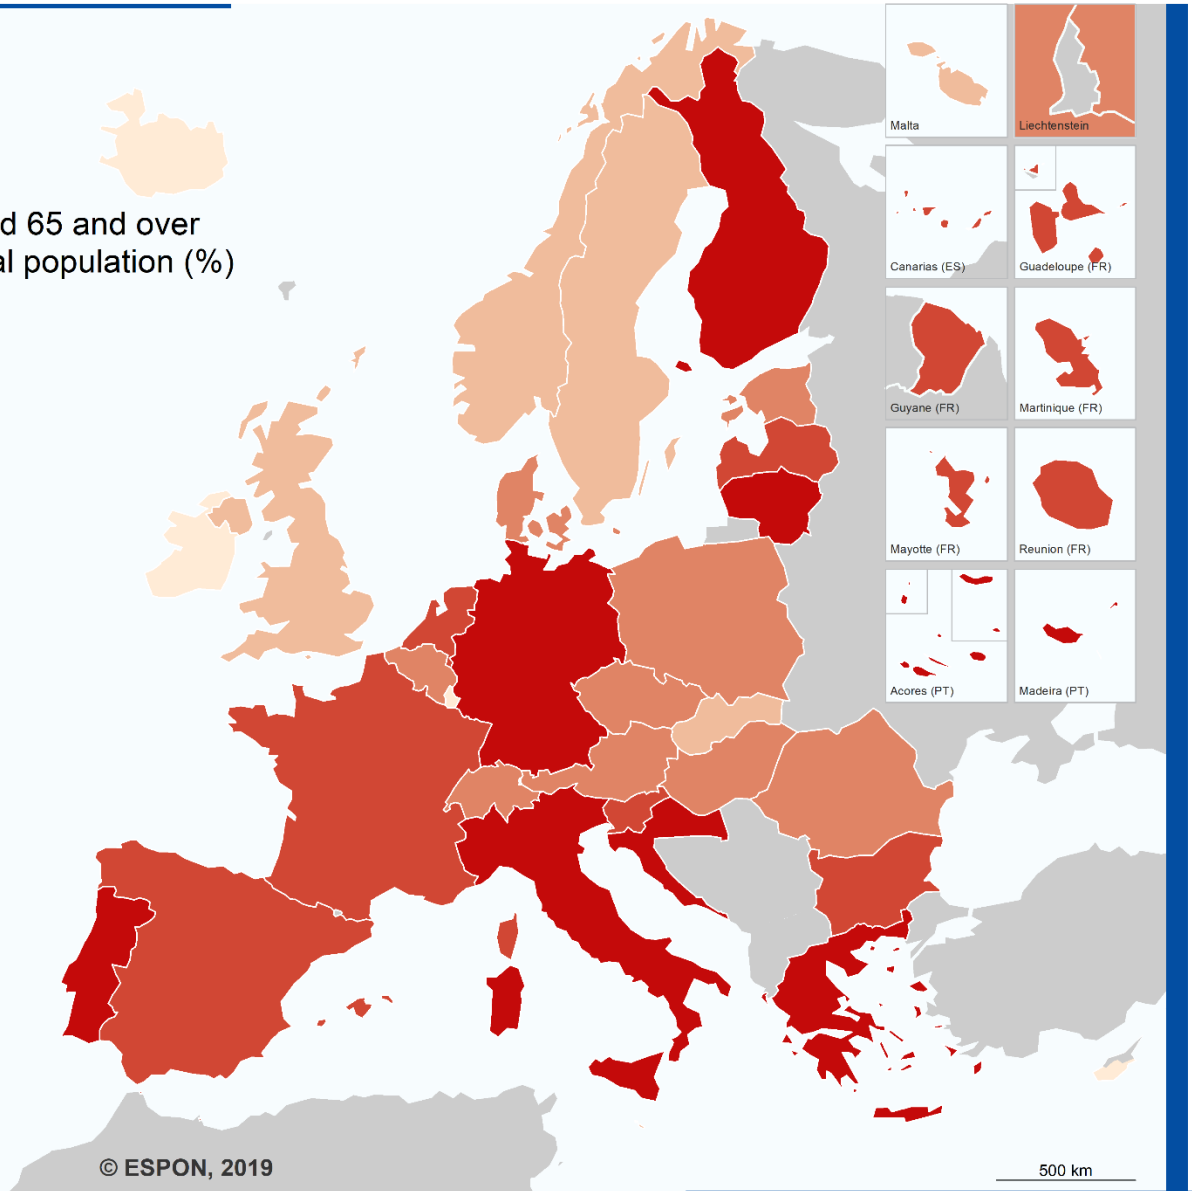 d 65 and over
al population (%)
Malta
Liechtenstein
Canarias (ES)
Guadeloupe (FR)
Guyane (FR)
Martinique (FR)
Mayotte (FR)
Reunion (FR)
Acores (PT)
Madeira (PT)
© ESPON, 2019
500 km